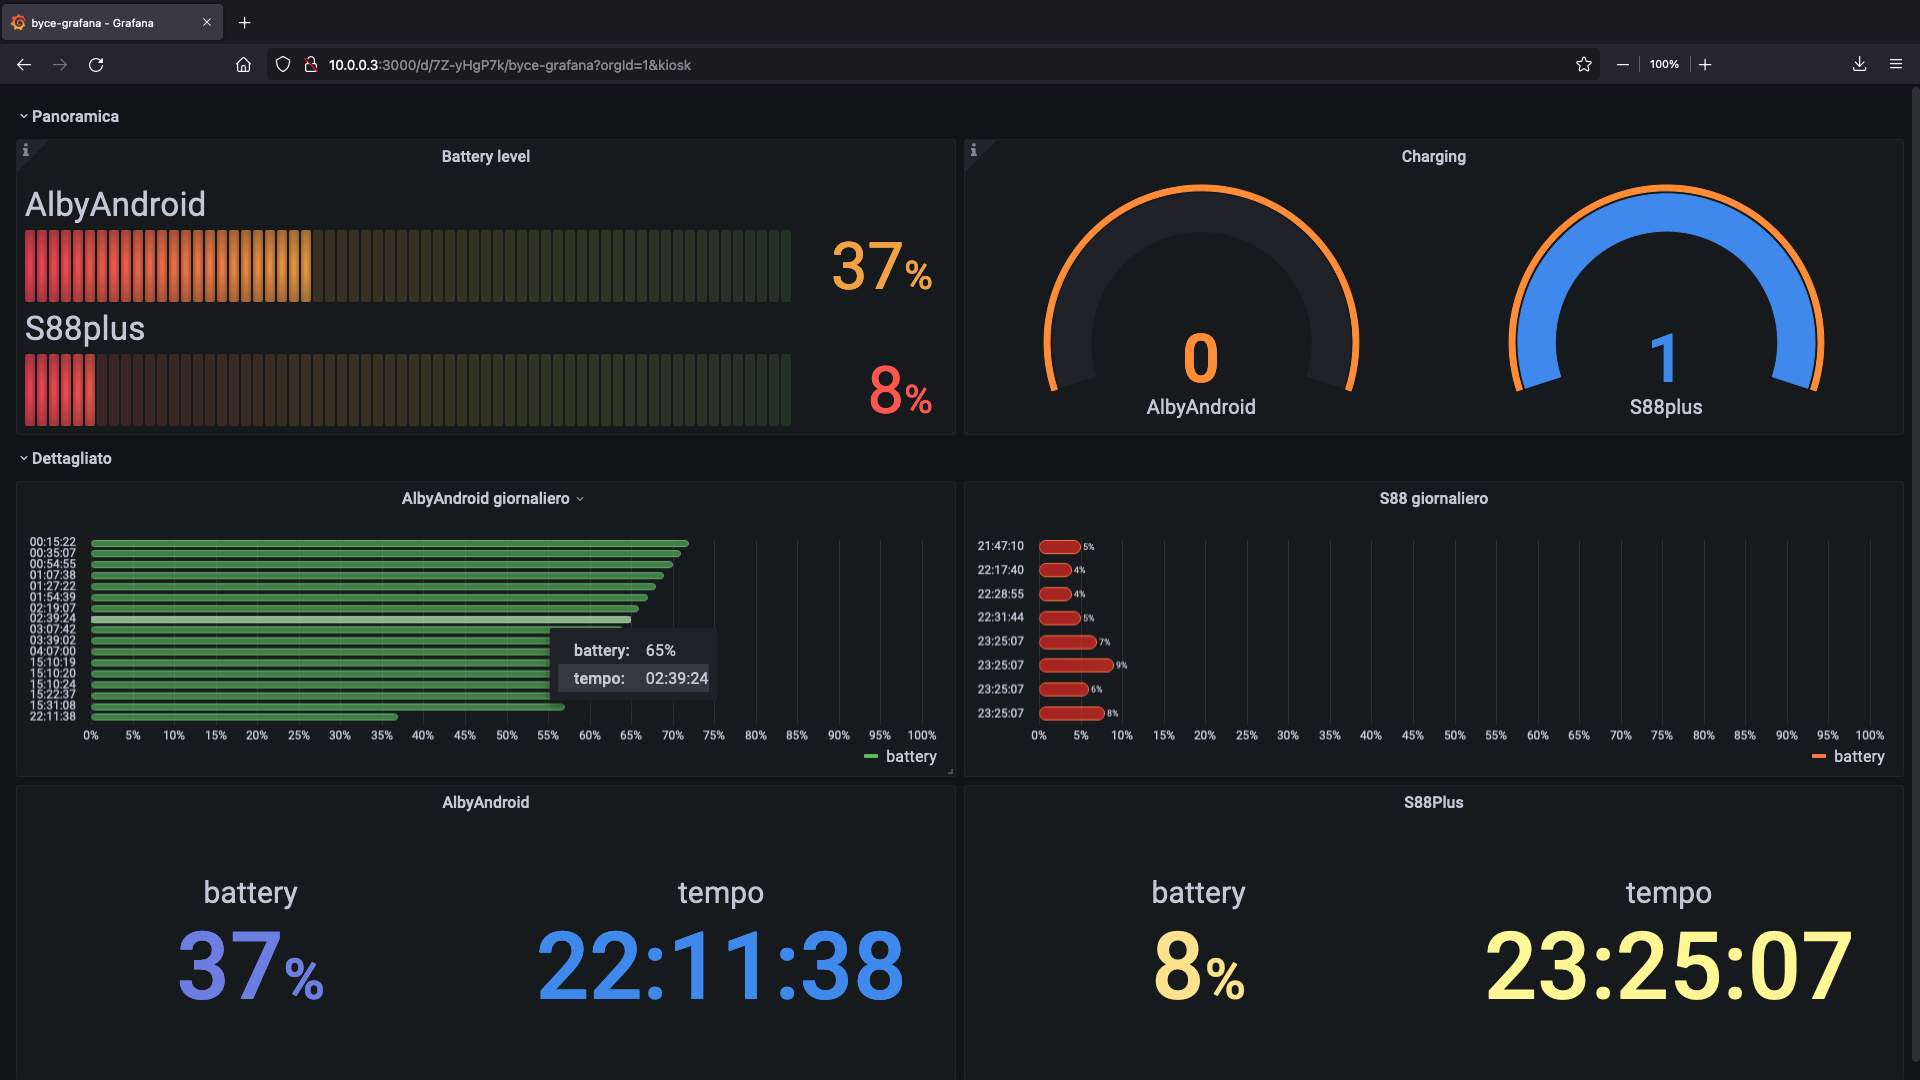 byce-grafana - Grafana
10.0.0.3:3000/d/7Z-yHgP7k/byce-grafana?orgId=1&kiosk
100%
Panoramica
Battery level
AlbyAndroid
37%
S88plus
8%
Charging
0
AlbyAndroid
1
S88plus
Dettagliato
AlbyAndroid giornaliero
00:15:22
00:35:07
00:54:55
01:07:38
01:27:22
01:54:39
02:19:07
02:39:24
03:07:42
03:39:02
04:07:00
15:10:19
15:10:20
15:10:24
15:22:37
15:31:08
22:11:38
battery: 65%
tempo: 02:39:24
0% 5% 10% 15% 20% 25% 30% 35% 40% 45% 50% 55% 60% 65% 70% 75% 80% 85% 90% 95% 100%
battery
S88 giornaliero
21:47:10 5%
22:17:40 4%
22:28:55 4%
22:31:44 5%
23:25:07 7%
23:25:07 9%
23:25:07 6%
23:25:07 8%
0% 5% 10% 15% 20% 25% 30% 35% 40% 45% 50% 55% 60% 65% 70% 75% 80% 85% 90% 95% 100%
battery
AlbyAndroid
battery tempo
37% 22:11:38
S88Plus
battery tempo
8% 23:25:07